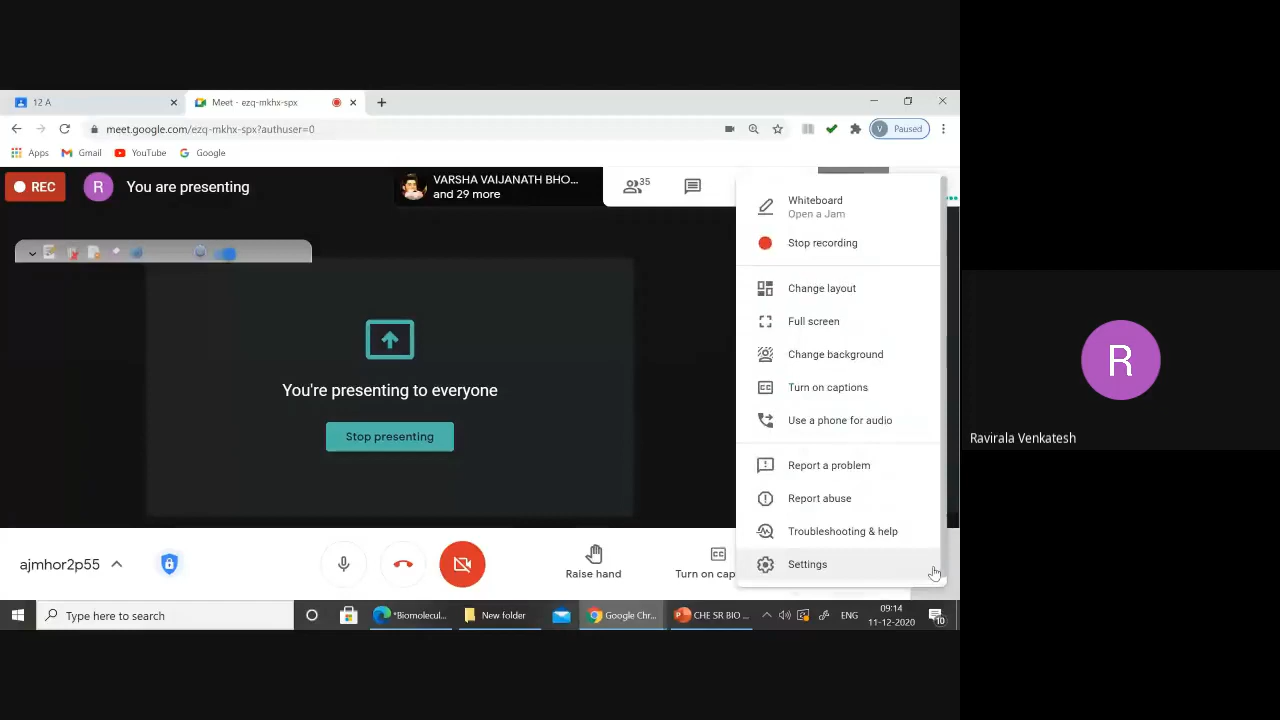 12 A
Meet - ezq-mkhx-spx
meet.google.com/ezq-mkhx-spx?authuser=0
V
Paused
Apps
Gmail
YouTube
Google
REC
R
You are presenting
VARSHA VAIJANATH BHO...
and 29 more
35
Whiteboard
Open a Jam
Stop recording
Change layout
Full screen
Change background
Turn on captions
Use a phone for audio
Report a problem
Report abuse
Troubleshooting & help
Settings
You're presenting to everyone
Stop presenting
R
Ravirala Venkatesh
ajmhor2p55
Raise hand
Turn on cap
Type here to search
*Biomolecul...
New folder
Google Chr...
CHE SR BIO ...
ENG
09:14
11-12-2020
10